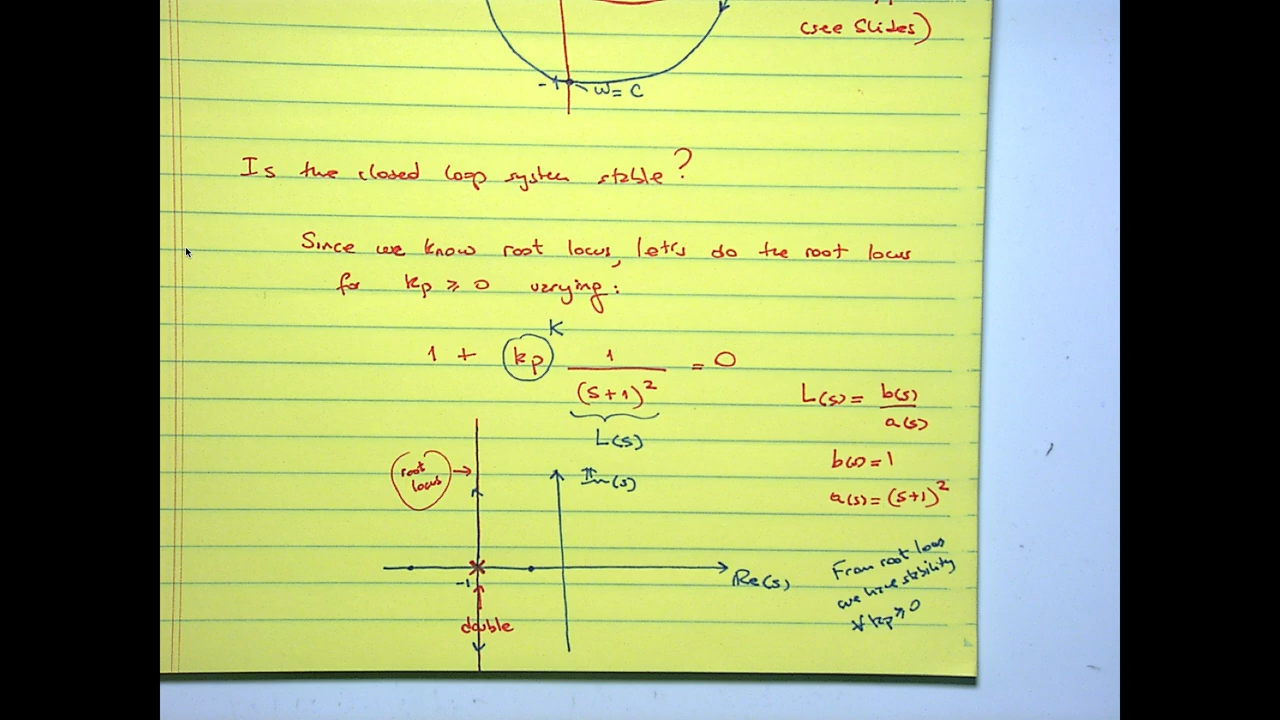 (see Slides)
-1
w= C
Is the closed loop system stable?
Since we know root locus, let's do the root locus
for kp ≥ 0 varying:
K
1 + kp 1/(s+1)² = 0
L(s)
L(s) = b(s)/a(s)
b(s)=1
a(s)=(s+1)²
root locus →
Im(s)
Re(s)
-1
double
From root locus
we have stability
∀ kp ≥ 0